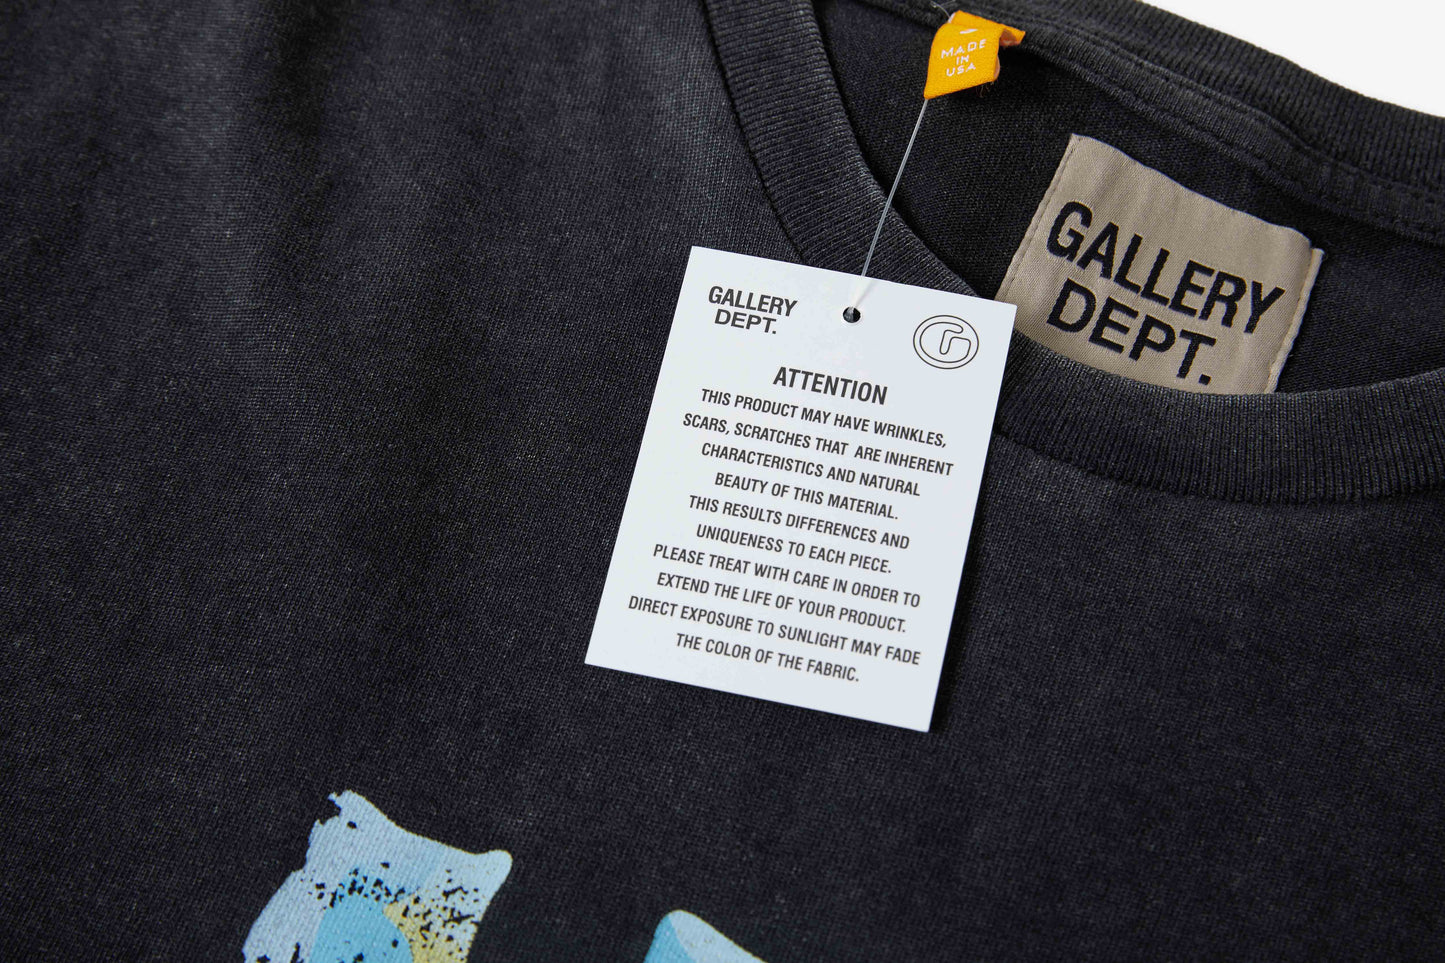 MADE
IN
USA
GALLERY
DEPT.
GALLERY
DEPT.
ATTENTION
THIS PRODUCT MAY HAVE WRINKLES,
SCARS, SCRATCHES THAT ARE INHERENT
CHARACTERISTICS AND NATURAL
BEAUTY OF THIS MATERIAL.
THIS RESULTS DIFFERENCES AND
UNIQUENESS TO EACH PIECE.
PLEASE TREAT WITH CARE IN ORDER TO
EXTEND THE LIFE OF YOUR PRODUCT.
DIRECT EXPOSURE TO SUNLIGHT MAY FADE
THE COLOR OF THE FABRIC.